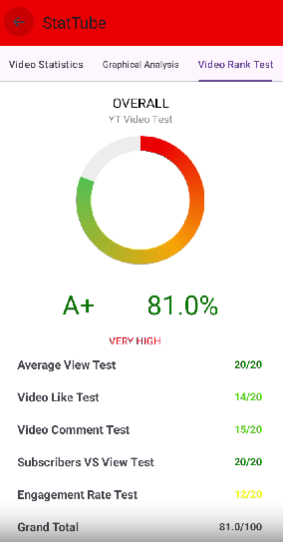 StatTube
Video Statistics Graphical Analysis Video Rank Test
OVERALL
YT Video Test
A+ 81.0%
VERY HIGH
Average View Test 20/20
Video Like Test 14/20
Video Comment Test 15/20
Subscribers VS View Test 20/20
Engagement Rate Test 12/20
Grand Total 81.0/100